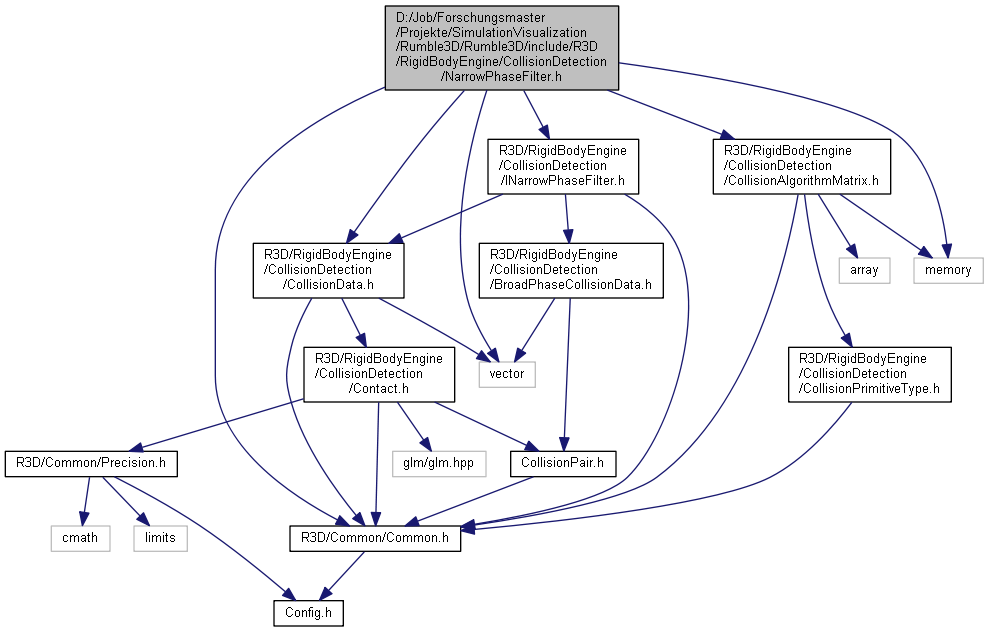 D:/Job/Forschungsmaster
/Projekte/SimulationVisualization
/Rumble3D/Rumble3D/include/R3D
/RigidBodyEngine/CollisionDetection
/NarrowPhaseFilter.h
R3D/RigidBodyEngine
/CollisionDetection
/INarrowPhaseFilter.h
R3D/RigidBodyEngine
/CollisionDetection
/CollisionAlgorithmMatrix.h
R3D/RigidBodyEngine
/CollisionDetection
/CollisionData.h
R3D/RigidBodyEngine
/CollisionDetection
/BroadPhaseCollisionData.h
array
memory
R3D/RigidBodyEngine
/CollisionDetection
/Contact.h
vector
R3D/RigidBodyEngine
/CollisionDetection
/CollisionPrimitiveType.h
R3D/Common/Precision.h
glm/glm.hpp
CollisionPair.h
cmath
limits
R3D/Common/Common.h
Config.h